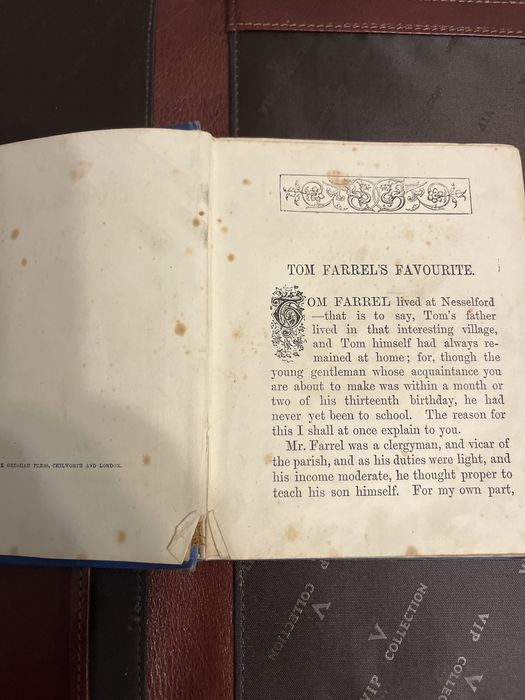 TOM FARREL'S FAVOURITE.
TOM FARREL lived at Nesselford
—that is to say, Tom's father
lived in that interesting village,
and Tom himself had always re-
mained at home; for, though the
young gentleman whose acquaintance you
are about to make was within a month or
two of his thirteenth birthday, he had
never yet been to school. The reason for
this I shall at once explain to you.
Mr. Farrel was a clergyman, and vicar of
the parish, and as his duties were light, and
his income moderate, he thought proper to
teach his son himself. For my own part,
GRESHAM PRESS, CHILWORTH AND LONDON.
VIP
COLLECTION
V
VIP
COLLECTION
V
VIP
COLLECTION
VIP